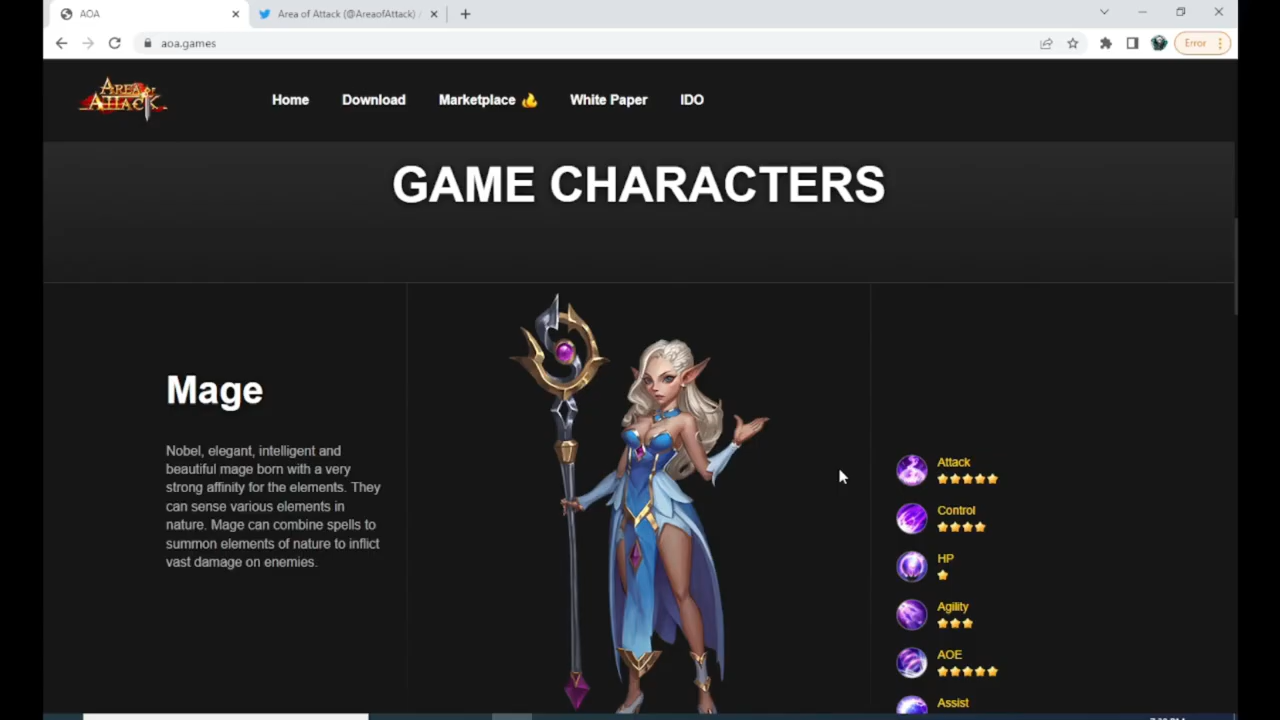 AOA
Area of Attack (@AreaofAttack) /
aoa.games
Error
AREA OF
ATTACK
Home
Download
Marketplace 🔥
White Paper
IDO
GAME CHARACTERS
Mage
Nobel, elegant, intelligent and
beautiful mage born with a very
strong affinity for the elements. They
can sense various elements in
nature. Mage can combine spells to
summon elements of nature to inflict
vast damage on enemies.
Attack
Control
HP
Agility
AOE
Assist